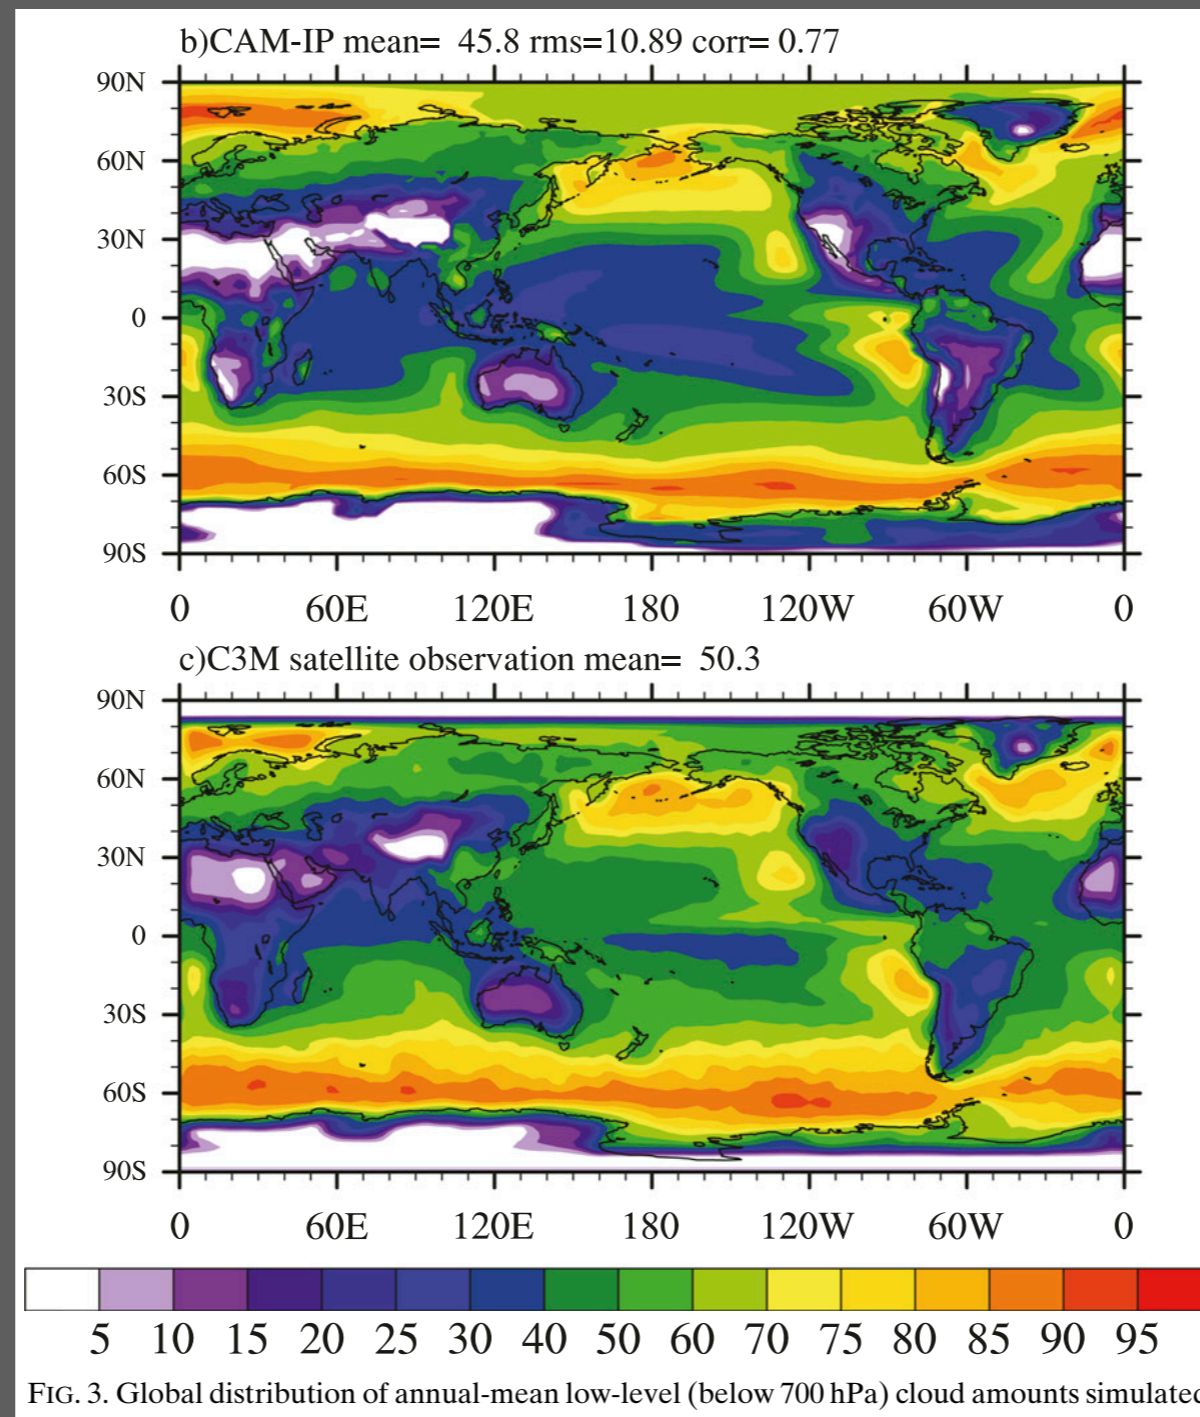 b)CAM-IP mean= 45.8 rms=10.89 corr= 0.77
90N
60N
30N
0
30S
60S
90S
0 60E 120E 180 120W 60W 0
c)C3M satellite observation mean= 50.3
90N
60N
30N
0
30S
60S
90S
0 60E 120E 180 120W 60W 0
5 10 15 20 25 30 40 50 60 70 75 80 85 90 95
FIG. 3. Global distribution of annual-mean low-level (below 700 hPa) cloud amounts simulated